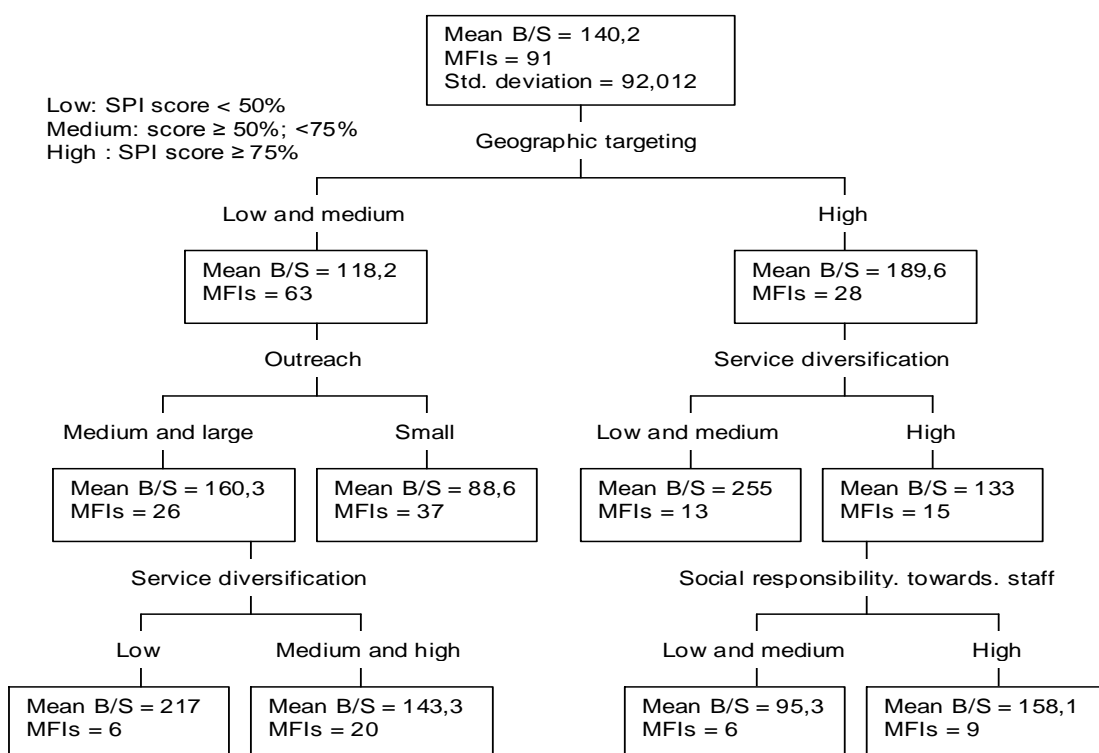 Mean B/S = 140,2
MFIs = 91
Std. deviation = 92,012
Low: SPI score < 50%
Medium: score ≥ 50%; <75%
High : SPI score ≥ 75%
Geographic targeting
Low and medium
High
Mean B/S = 118,2
MFIs = 63
Mean B/S = 189,6
MFIs = 28
Outreach
Service diversification
Medium and large
Small
Low and medium
High
Mean B/S = 160,3
MFIs = 26
Mean B/S = 88,6
MFIs = 37
Mean B/S = 255
MFIs = 13
Mean B/S = 133
MFIs = 15
Service diversification
Social responsibility. towards. staff
Low
Medium and high
Low and medium
High
Mean B/S = 217
MFIs = 6
Mean B/S = 143,3
MFIs = 20
Mean B/S = 95,3
MFIs = 6
Mean B/S = 158,1
MFIs = 9